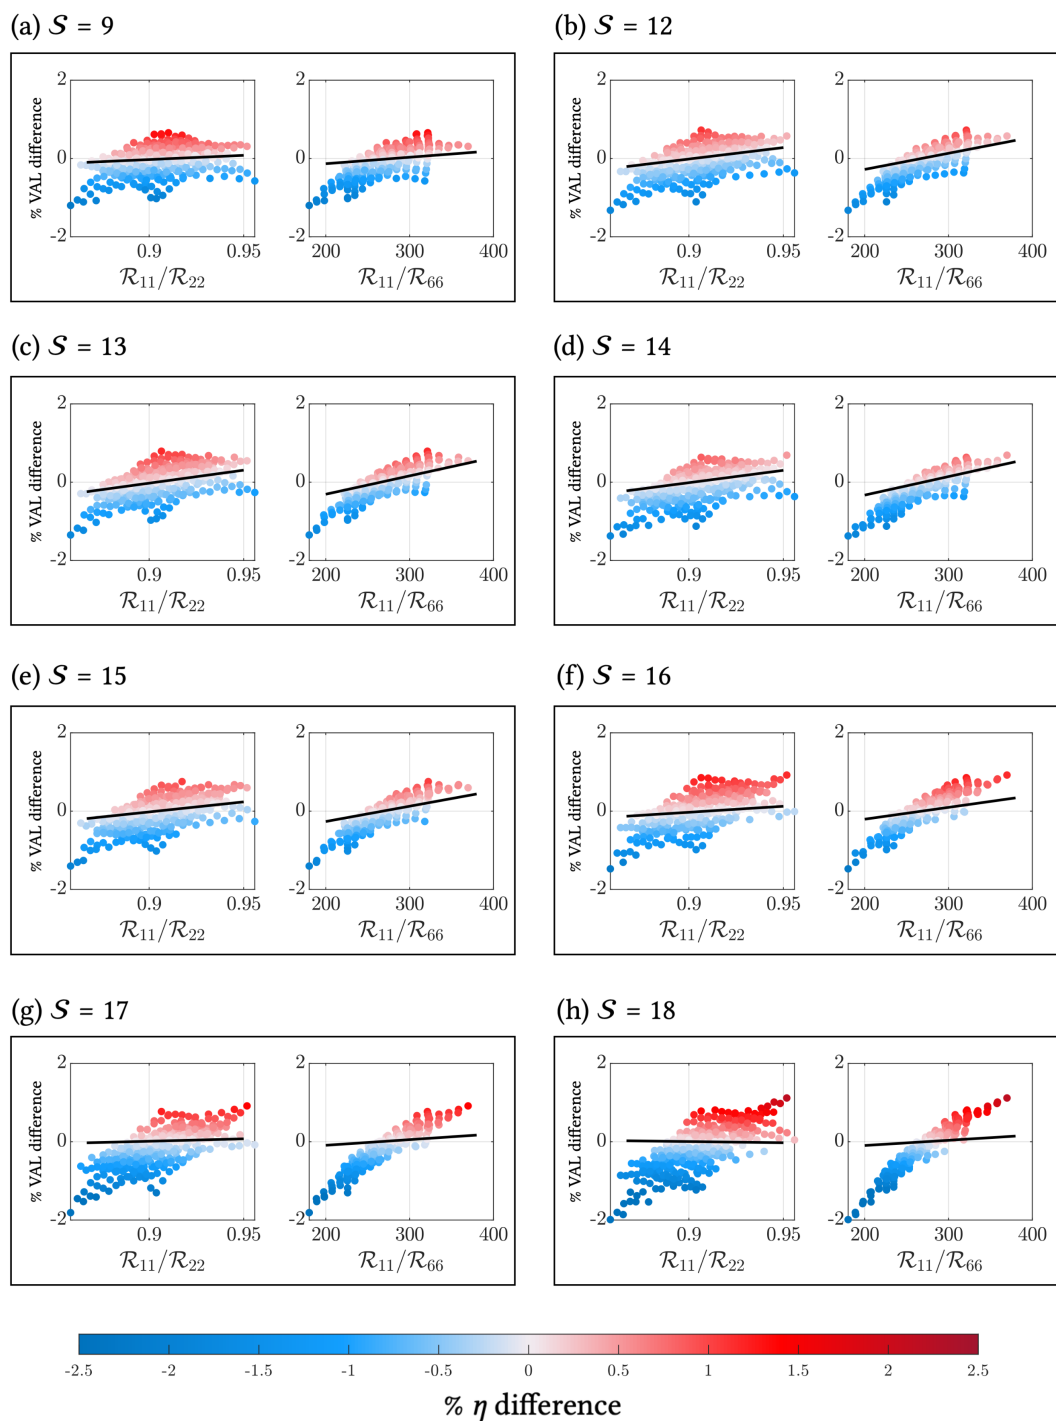 (a) 𝒮 = 9
(b) 𝒮 = 12
% VAL difference
2
0
-2
0.9
0.95
ℛ₁₁/ℛ₂₂
2
0
-2
200
300
400
ℛ₁₁/ℛ₆₆
% VAL difference
2
0
-2
0.9
0.95
ℛ₁₁/ℛ₂₂
2
0
-2
200
300
400
ℛ₁₁/ℛ₆₆
(c) 𝒮 = 13
(d) 𝒮 = 14
% VAL difference
2
0
-2
0.9
0.95
ℛ₁₁/ℛ₂₂
2
0
-2
200
300
400
ℛ₁₁/ℛ₆₆
% VAL difference
2
0
-2
0.9
0.95
ℛ₁₁/ℛ₂₂
2
0
-2
200
300
400
ℛ₁₁/ℛ₆₆
(e) 𝒮 = 15
(f) 𝒮 = 16
% VAL difference
2
0
-2
0.9
0.95
ℛ₁₁/ℛ₂₂
2
0
-2
200
300
400
ℛ₁₁/ℛ₆₆
% VAL difference
2
0
-2
0.9
0.95
ℛ₁₁/ℛ₂₂
2
0
-2
200
300
400
ℛ₁₁/ℛ₆₆
(g) 𝒮 = 17
(h) 𝒮 = 18
% VAL difference
2
0
-2
0.9
0.95
ℛ₁₁/ℛ₂₂
2
0
-2
200
300
400
ℛ₁₁/ℛ₆₆
% VAL difference
2
0
-2
0.9
0.95
ℛ₁₁/ℛ₂₂
2
0
-2
200
300
400
ℛ₁₁/ℛ₆₆
-2.5 -2 -1.5 -1 -0.5 0 0.5 1 1.5 2 2.5
% η difference